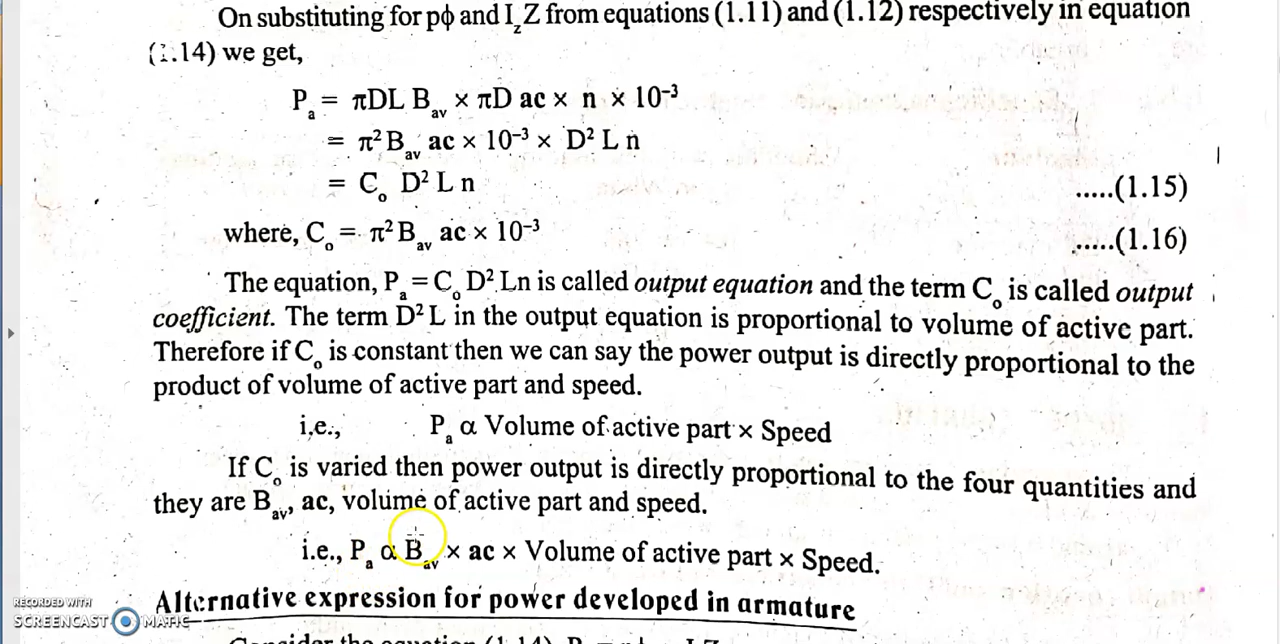 On substituting for pϕ and I_z Z from equations (1.11) and (1.12) respectively in equation
(1.14) we get,
P_a = πDL B_av × πD ac × n × 10⁻³
= π² B_av ac × 10⁻³ × D² L n
= C_o D² L n .....(1.15)
where, C_o = π² B_av ac × 10⁻³ .....(1.16)
The equation, P_a = C_o D² Ln is called output equation and the term C_o is called output
coefficient. The term D² L in the output equation is proportional to volume of active part.
Therefore if C_o is constant then we can say the power output is directly proportional to the
product of volume of active part and speed.
i,e., P_a α Volume of active part × Speed
If C_o is varied then power output is directly proportional to the four quantities and
they are B_av, ac, volume of active part and speed.
i.e., P_a α B_av × ac × Volume of active part × Speed.
Alternative expression for power developed in armature
Consider the equation (1.14) P
RECORDED WITH
SCREENCAST MATIC